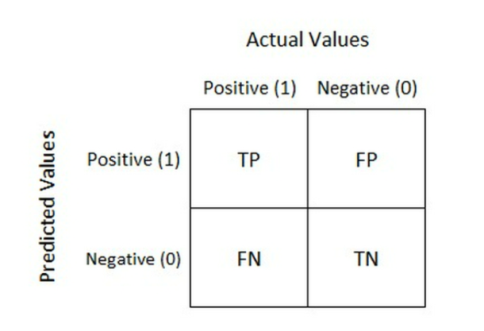 Actual Values
Positive (1) Negative (0)
Predicted Values
Positive (1) TP FP
Negative (0) FN TN